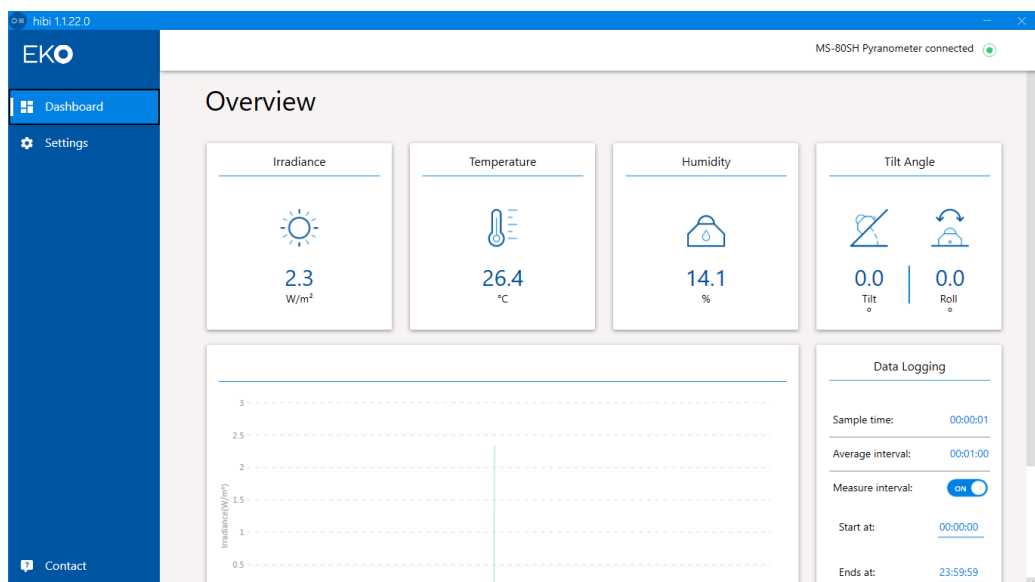 hibi 1.1.22.0
EKO
MS-80SH Pyranometer connected
Dashboard
Settings
Contact
Overview
Irradiance
2.3
W/m²
Temperature
26.4
°C
Humidity
14.1
%
Tilt Angle
0.0 0.0
Tilt Roll
° °
3
2.5
2
1.5
1
0.5
Irradiance(W/m²)
Data Logging
Sample time: 00:00:01
Average interval: 00:01:00
Measure interval: ON
Start at: 00:00:00
Ends at: 23:59:59